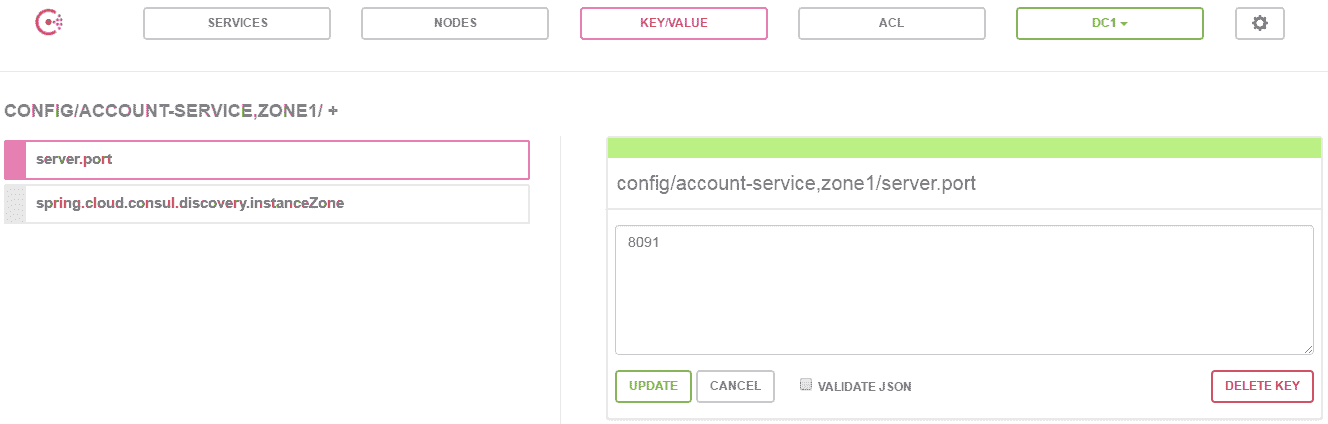 SERVICES
NODES
KEY/VALUE
ACL
DC1
CONFIG/ACCOUNT-SERVICE,ZONE1/ +
server.port
spring.cloud.consul.discovery.instanceZone
config/account-service,zone1/server.port
8091
UPDATE
CANCEL
VALIDATE JSON
DELETE KEY